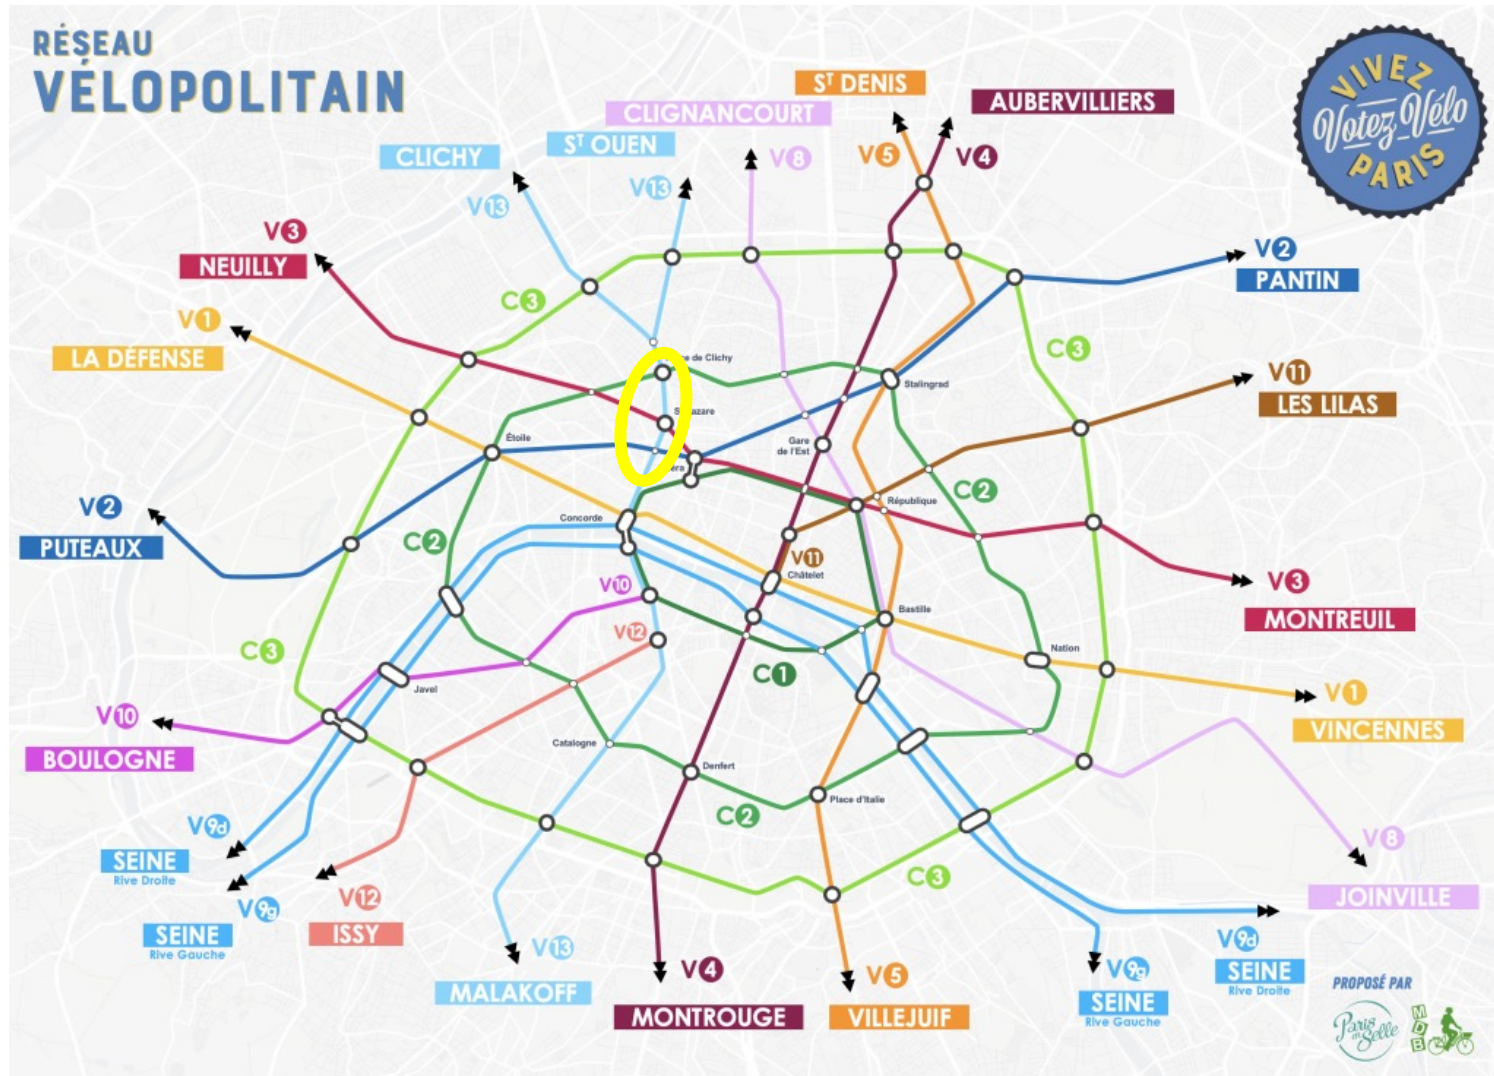 RÉSEAU
VÉLOPOLITAIN
VIVEZ
Votez Vélo
PARIS
ST DENIS
AUBERVILLIERS
CLIGNANCOURT
ST OUEN
CLICHY
V5
V4
V8
V13
V13
V3
NEUILLY
V2
PANTIN
C3
V1
LA DÉFENSE
C3
de Clichy
V11
LES LILAS
Stalingrad
Étoile
Gare
de l'Est
C2
République
V2
PUTEAUX
Concorde
C2
V11
Châtelet
V3
MONTREUIL
V10
Bastille
V12
Nation
C3
C1
Javel
V1
VINCENNES
V10
BOULOGNE
Catalogne
Denfert
Place d'Italie
C2
V9d
SEINE
Rive Droite
V8
JOINVILLE
C3
V9g
SEINE
Rive Gauche
V12
ISSY
V13
MALAKOFF
V4
MONTROUGE
V5
VILLEJUIF
V9g
SEINE
Rive Gauche
V9d
SEINE
Rive Droite
PROPOSÉ PAR
Paris en Selle
MDB